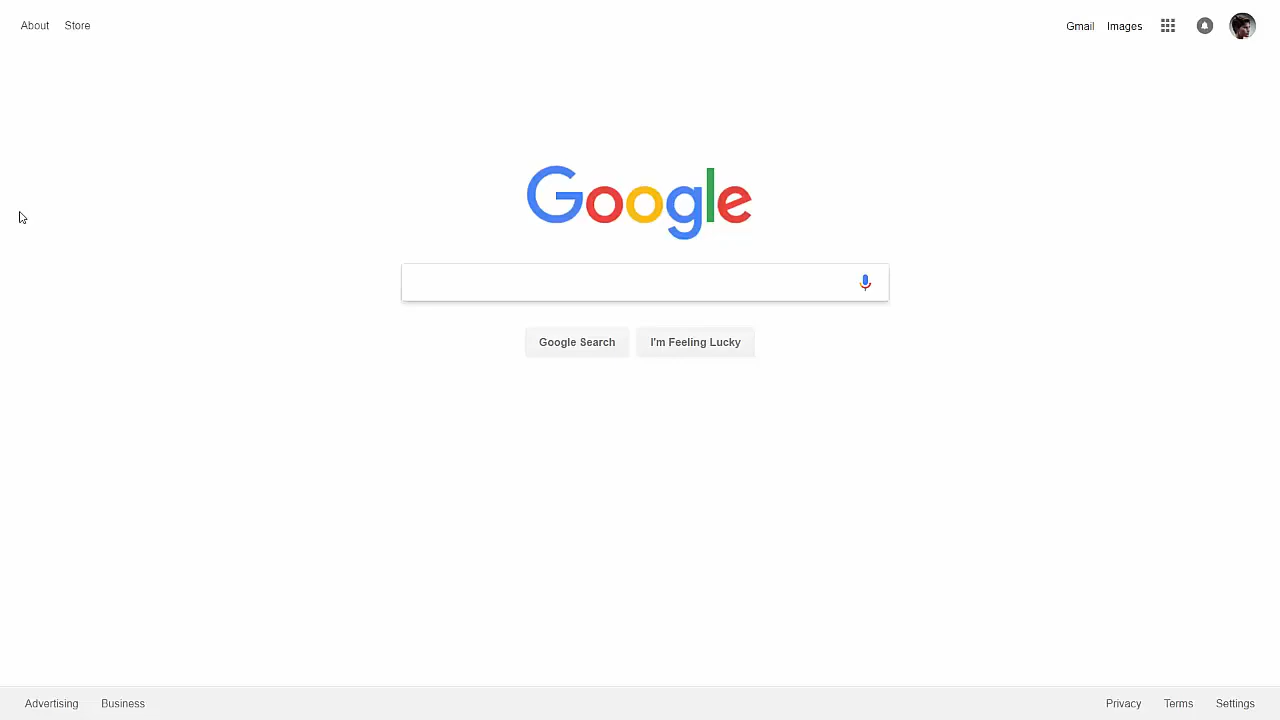 About Store Gmail Images
Google
Google Search I'm Feeling Lucky
Advertising Business Privacy Terms Settings